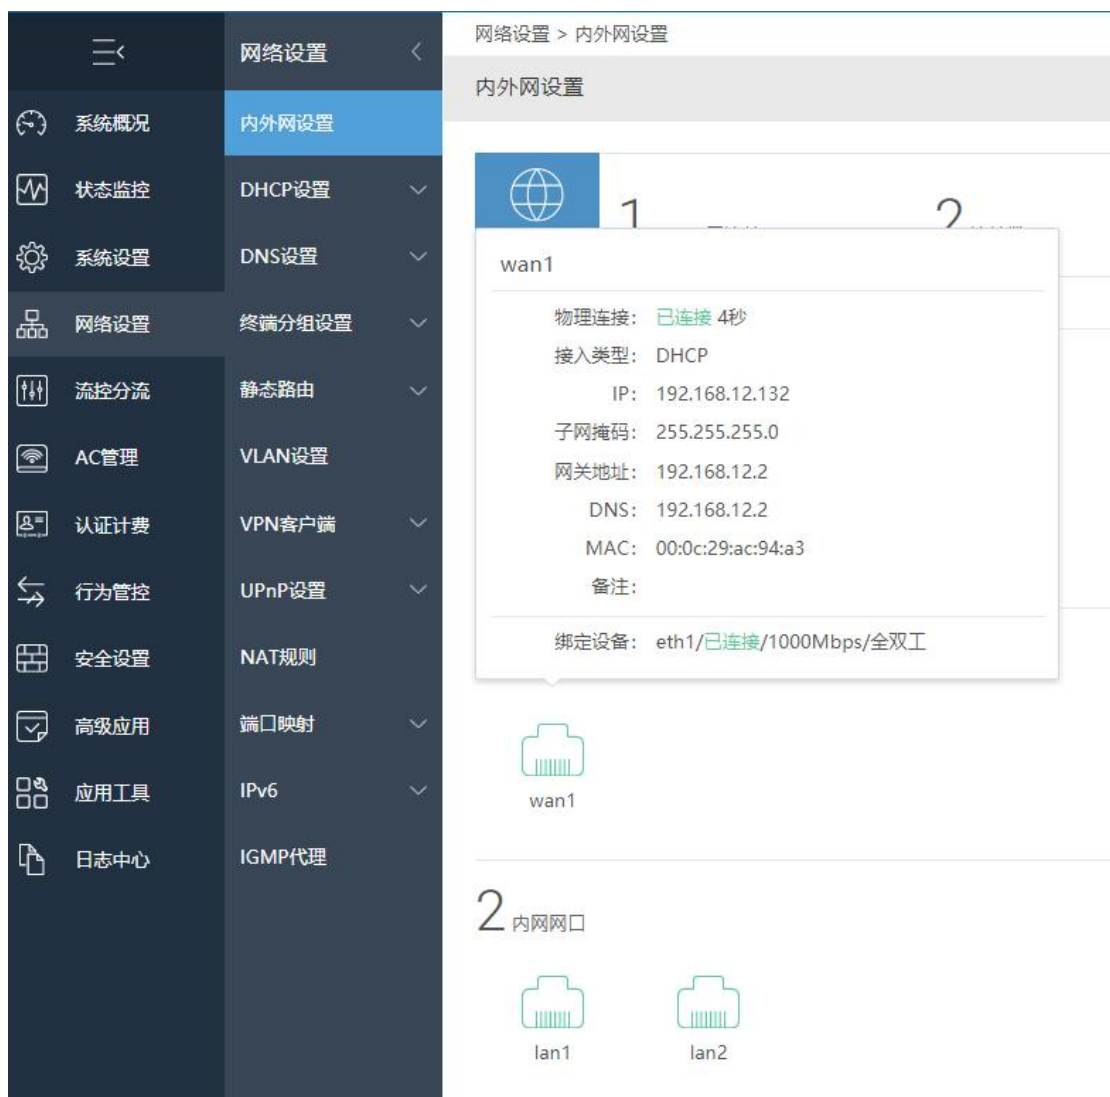 网络设置
网络设置 > 内外网设置
内外网设置
系统概况
状态监控
系统设置
网络设置
流控分流
AC管理
认证计费
行为管控
安全设置
高级应用
应用工具
日志中心
内外网设置
DHCP设置
DNS设置
终端分组设置
静态路由
VLAN设置
VPN客户端
UPnP设置
NAT规则
端口映射
IPv6
IGMP代理
1
2
wan1
物理连接: 已连接 4秒
接入类型: DHCP
IP: 192.168.12.132
子网掩码: 255.255.255.0
网关地址: 192.168.12.2
DNS: 192.168.12.2
MAC: 00:0c:29:ac:94:a3
备注:
绑定设备: eth1/已连接/1000Mbps/全双工
wan1
2 内网网口
lan1
lan2